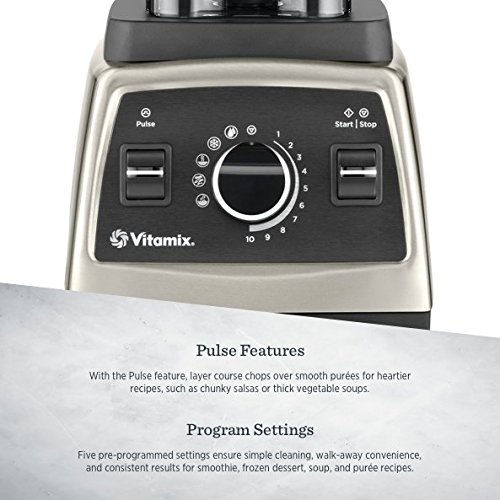 Pulse
Start | Stop
1
2
3
4
5
6
7
8
9
10
Vitamix.
Pulse Features
With the Pulse feature, layer course chops over smooth purées for heartier
recipes, such as chunky salsas or thick vegetable soups.
Program Settings
Five pre-programmed settings ensure simple cleaning, walk-away convenience,
and consistent results for smoothie, frozen dessert, soup, and purée recipes.